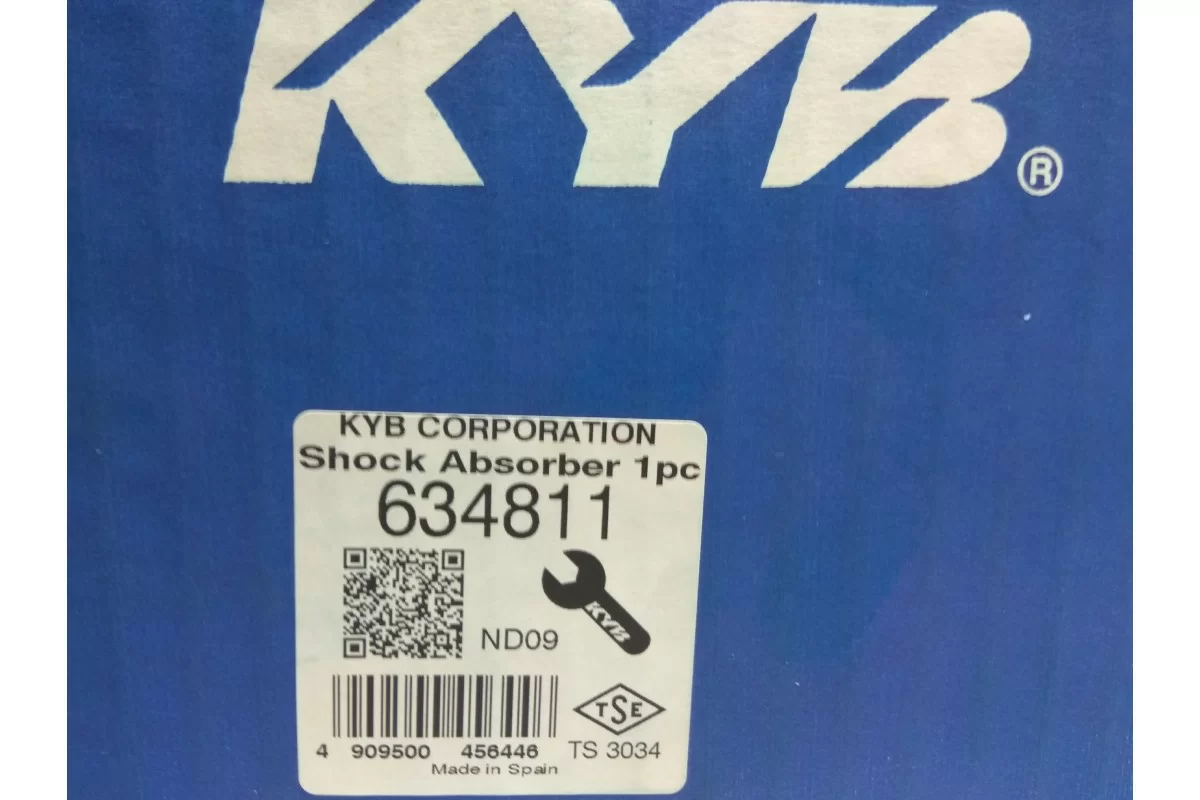 KYB®
KYB CORPORATION
Shock Absorber 1pc
634811
KYB
ND09
TSE
4 909500 456446 TS 3034
Made in Spain